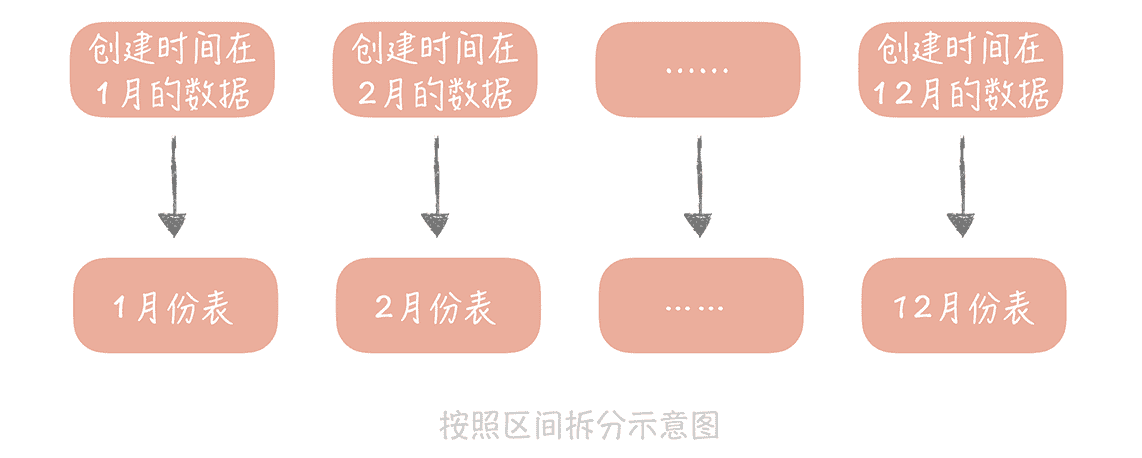 创建时间在
1月的数据
创建时间在
2月的数据
……
创建时间在
12月的数据
1月份表
2月份表
……
12月份表
按照区间拆分示意图